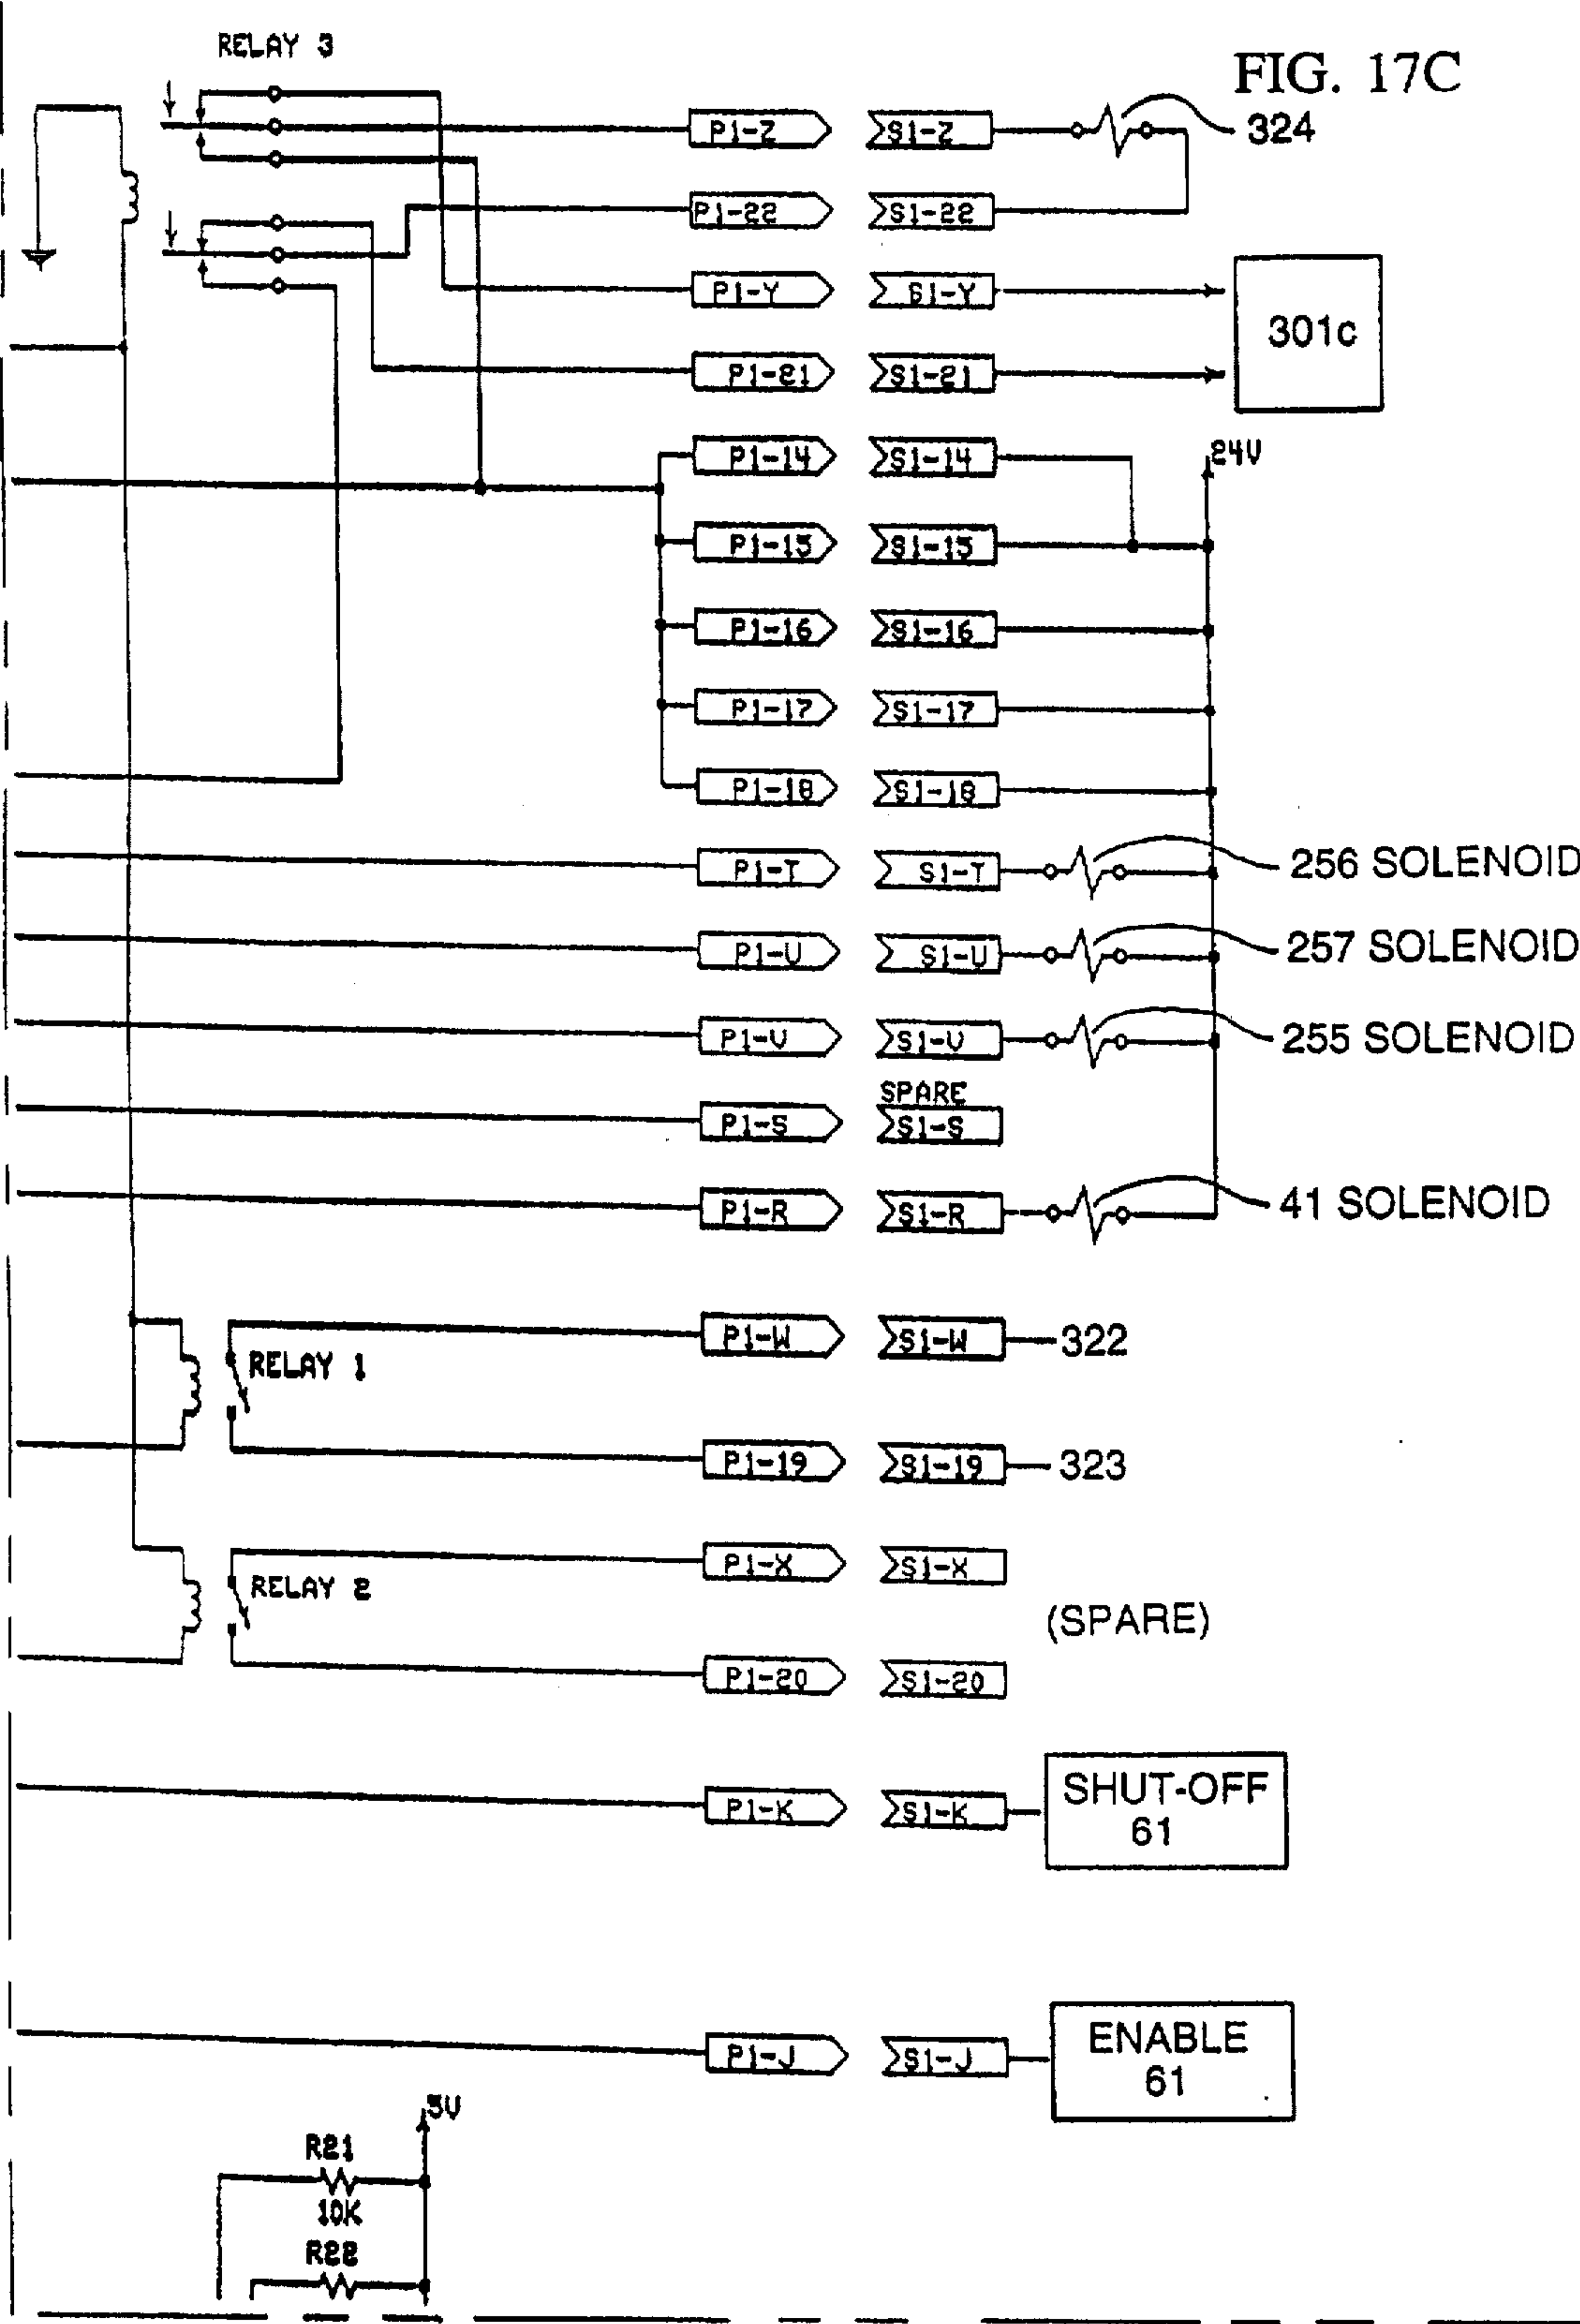 RELAY 3
FIG. 17C
P1-Z S1-Z 324
P1-22 S1-22
P1-Y S1-Y
301c
P1-21 S1-21
24V
P1-14 S1-14
P1-15 S1-15
P1-16 S1-16
P1-17 S1-17
P1-18 S1-18
P1-T S1-T 256 SOLENOID
P1-U S1-U 257 SOLENOID
P1-V S1-V 255 SOLENOID
SPARE
P1-S S1-S
P1-R S1-R 41 SOLENOID
P1-W S1-W 322
RELAY 1
P1-19 S1-19 323
P1-X S1-X
RELAY 2
(SPARE)
P1-20 S1-20
SHUT-OFF
P1-K S1-K
61
ENABLE
P1-J S1-J
61
5V
R21
10K
R22